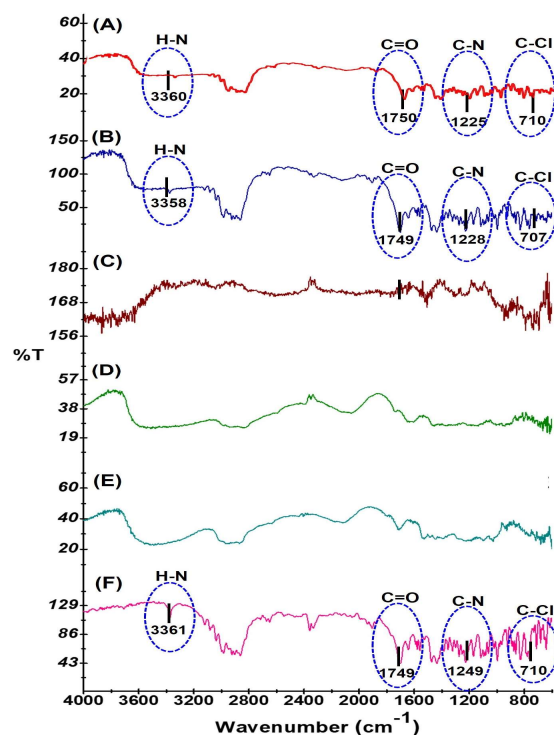 (A)
60
40
20
H-N
3360
C=O
1750
C-N
1225
C-Cl
710
(B)
150
100
50
3358
C=O
1749
C-N
1228
C-Cl
707
(C)
180
168
156
%T
(D)
57
38
19
(E)
60
40
20
(F)
129
86
43
H-N
3361
C=O
1749
C-N
1249
C-Cl
710
4000 3600 3200 2800 2400 2000 1600 1200 800
Wavenumber (cm⁻¹)